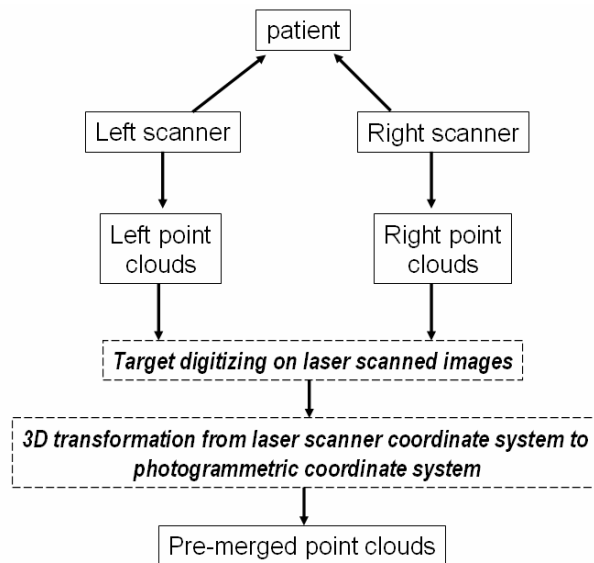 patient
Left scanner
Right scanner
Left point
clouds
Right point
clouds
Target digitizing on laser scanned images
3D transformation from laser scanner coordinate system to
photogrammetric coordinate system
Pre-merged point clouds